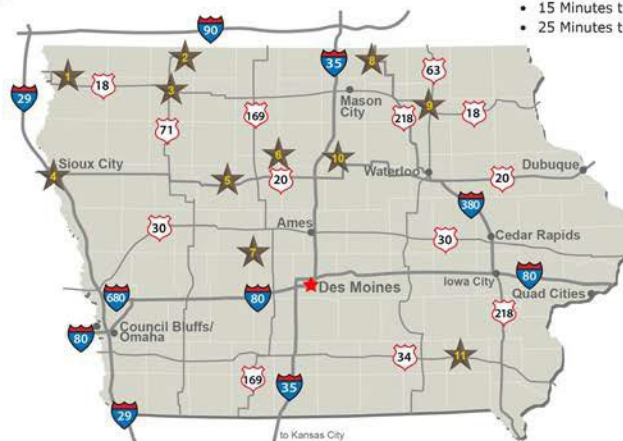 • 15 Minutes t
• 25 Minutes t
90
2
8
35
63
1
18
3
29
Mason
City
9
169
218
18
71
6
10
Sioux City
4
5
20
Waterloo
Dubuque
20
380
30
Ames
30
Cedar Rapids
7
Iowa City
80
680
80
Des Moines
Quad Cities
218
Council Bluffs/
Omaha
80
34
11
169
35
29
to Kansas City